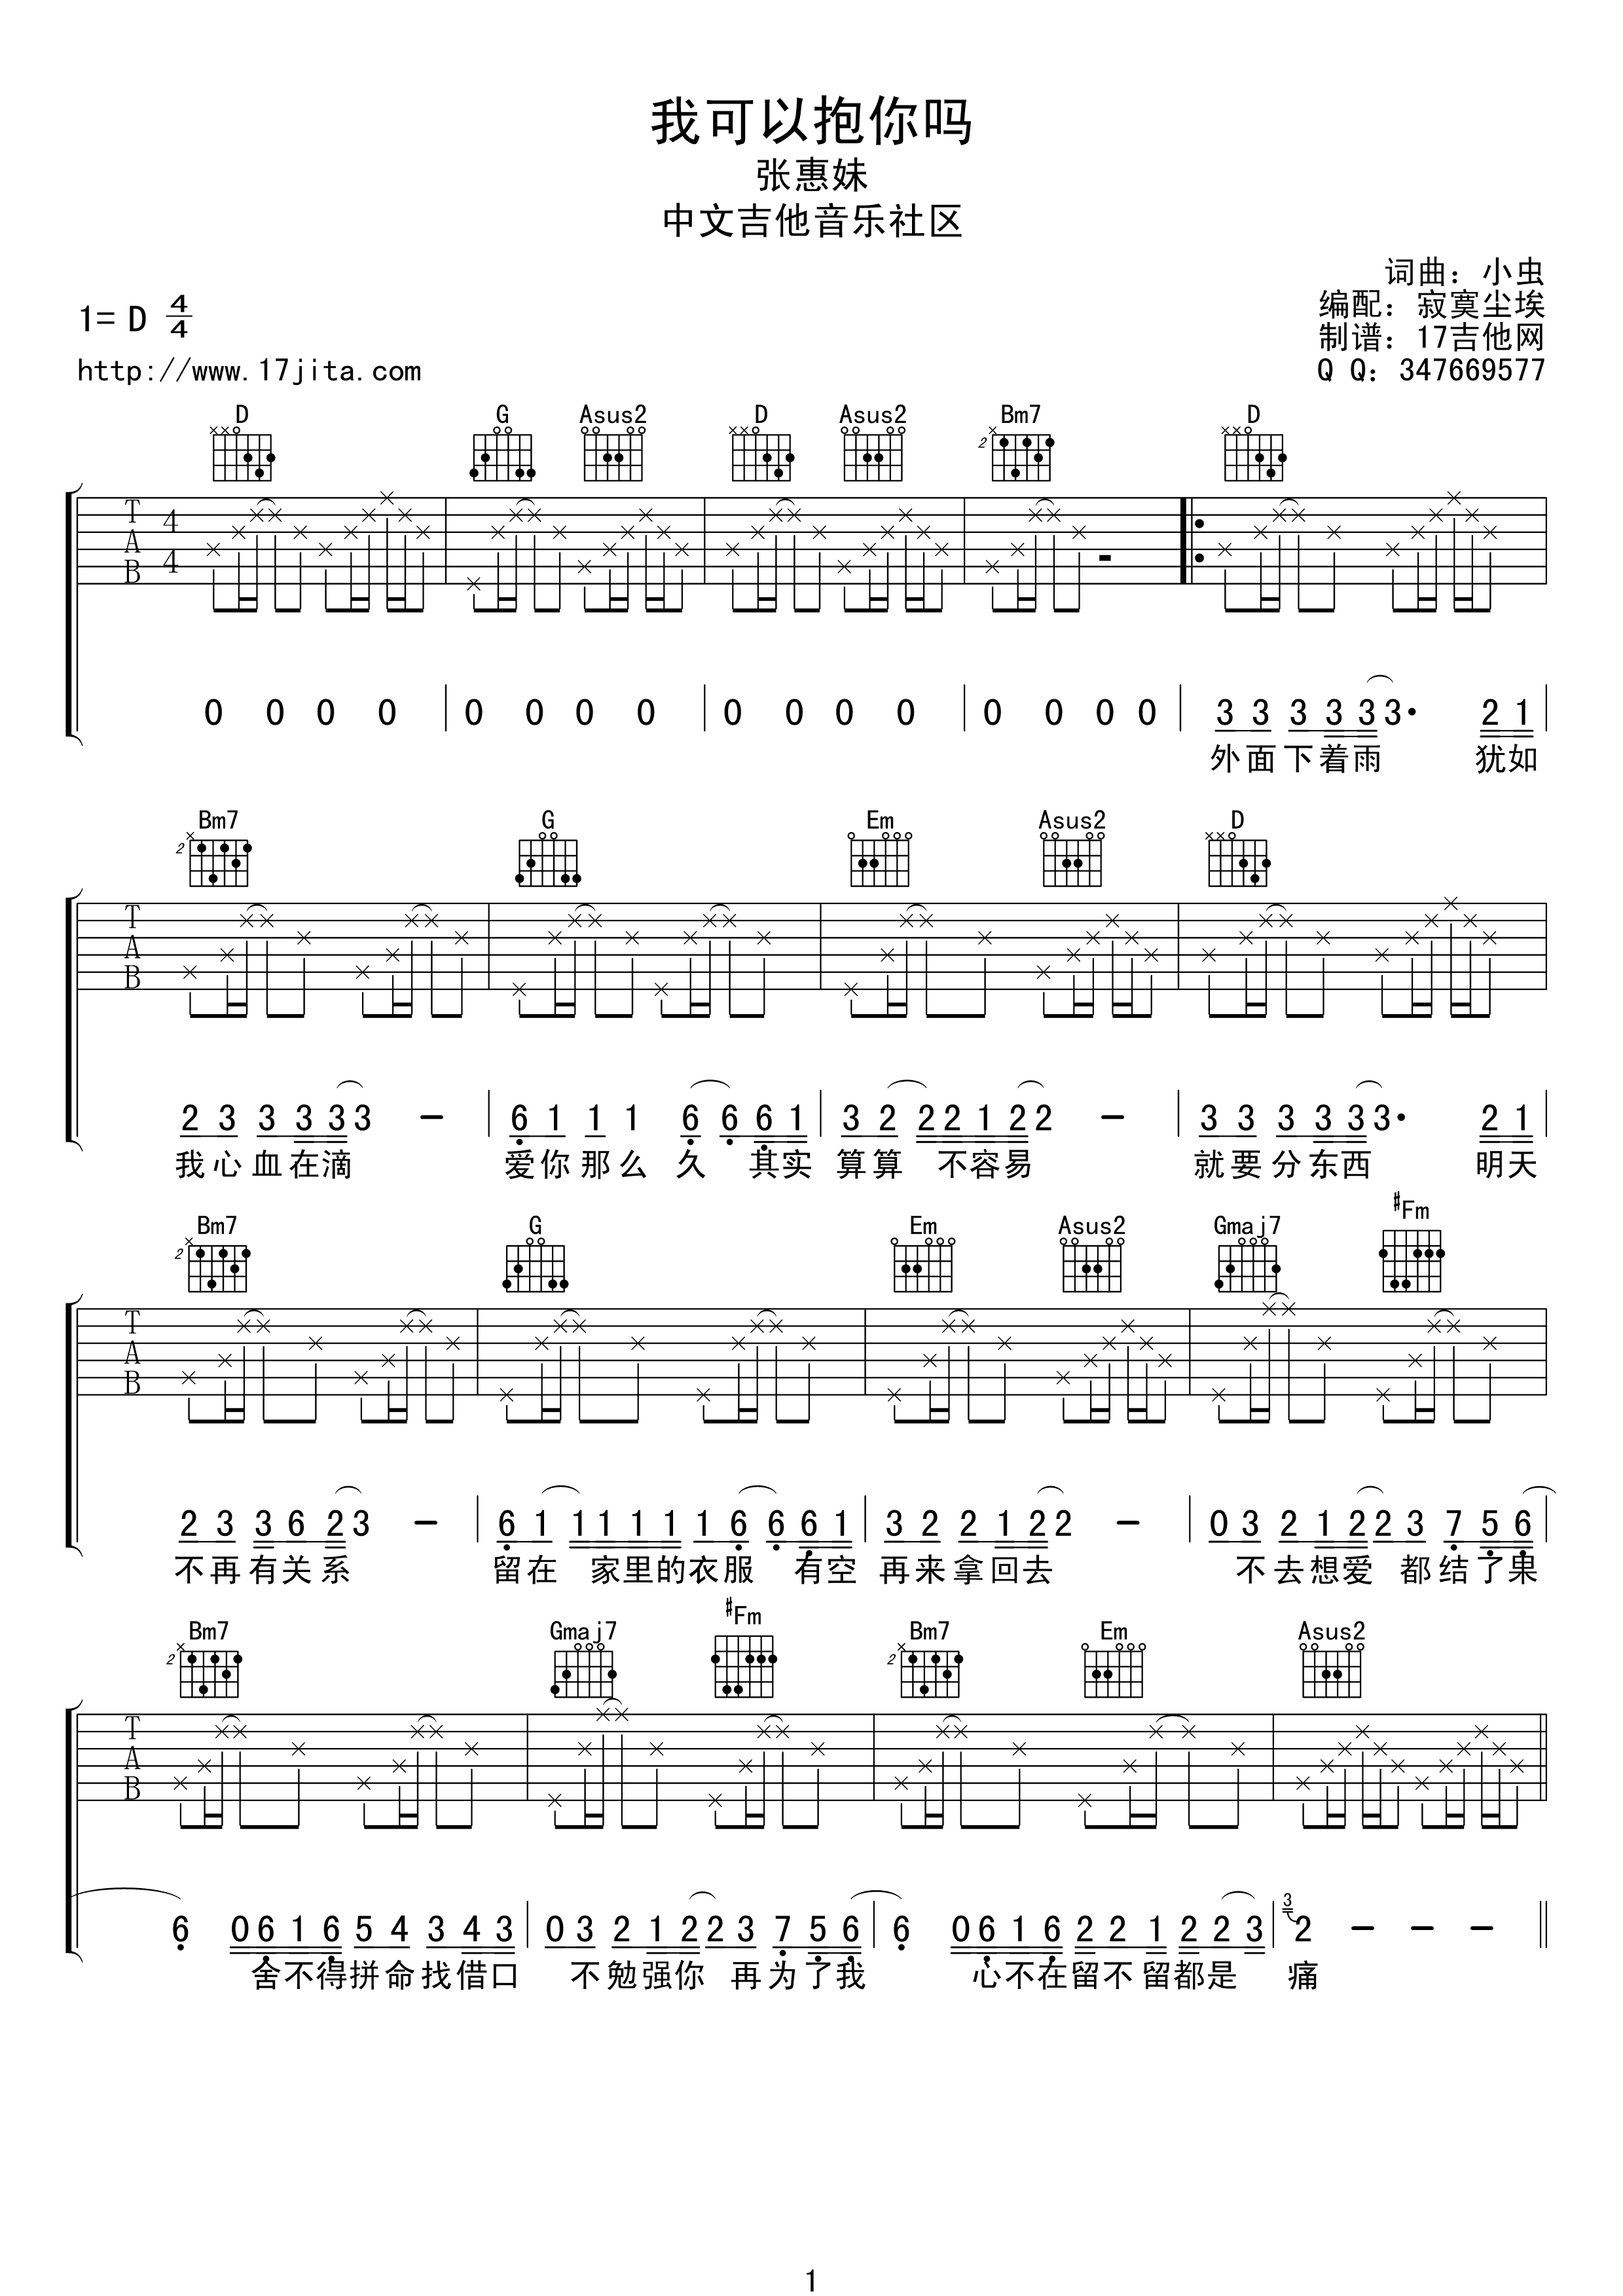 我可以抱你吗
张惠妹
中文吉他音乐社区
词曲：小虫
编配：寂寞尘埃
1= D 4/4
制谱：17吉他网
http://www.17jita.com
Q Q：347669577
D G Asus2 D Asus2 Bm7 D
2
T A B 4 4
0 0 0 0 0 0 0 0 0 0 0 0 0 0 0 0 3 3 3 3 3 3· 2 1
外面下着雨 犹如
Bm7 G Em Asus2 D
2
T A B
2 3 3 3 3 3 – 6 1 1 1 6 6 6 1 3 2 2 2 1 2 2 – 3 3 3 3 3 3· 2 1
我心血在滴 爱你那么久 其实 算算 不容易 就要分东西 明天
Bm7 G Em Asus2 Gmaj7 #Fm
2
T A B
2 3 3 6 2 3 – 6 1 1 1 1 1 1 6 6 6 1 3 2 2 1 2 2 – 0 3 2 1 2 2 3 7 5 6
不再有关系 留在 家里的衣服 有空 再来拿回去 不去想爱 都结了果
Bm7 Gmaj7 #Fm Bm7 Em Asus2
2 2
T A B
6 0 6 1 6 5 4 3 4 3 0 3 2 1 2 2 3 7 5 6 6 0 6 1 6 2 2 1 2 2 3 3 2 – – –
舍不得拼命找借口 不勉强你 再为了我 心不在留不留都是 痛
1